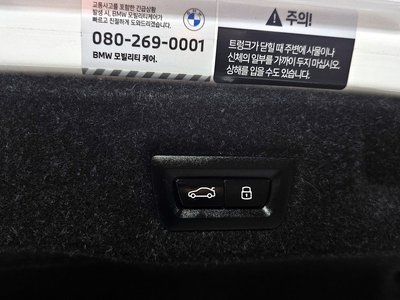 교통사고를 포함한 긴급상황
발생 시, BMW 모빌리티케어가
빠르고 친절하게 도와드리겠습니다.
080-269-0001
BMW 모빌리티 케어.
주의!
트렁크가 닫힐 때 주변에 사물이나
신체의 일부를 가까이 두지 마십시오.
상해를 입을 수도 있습니다.